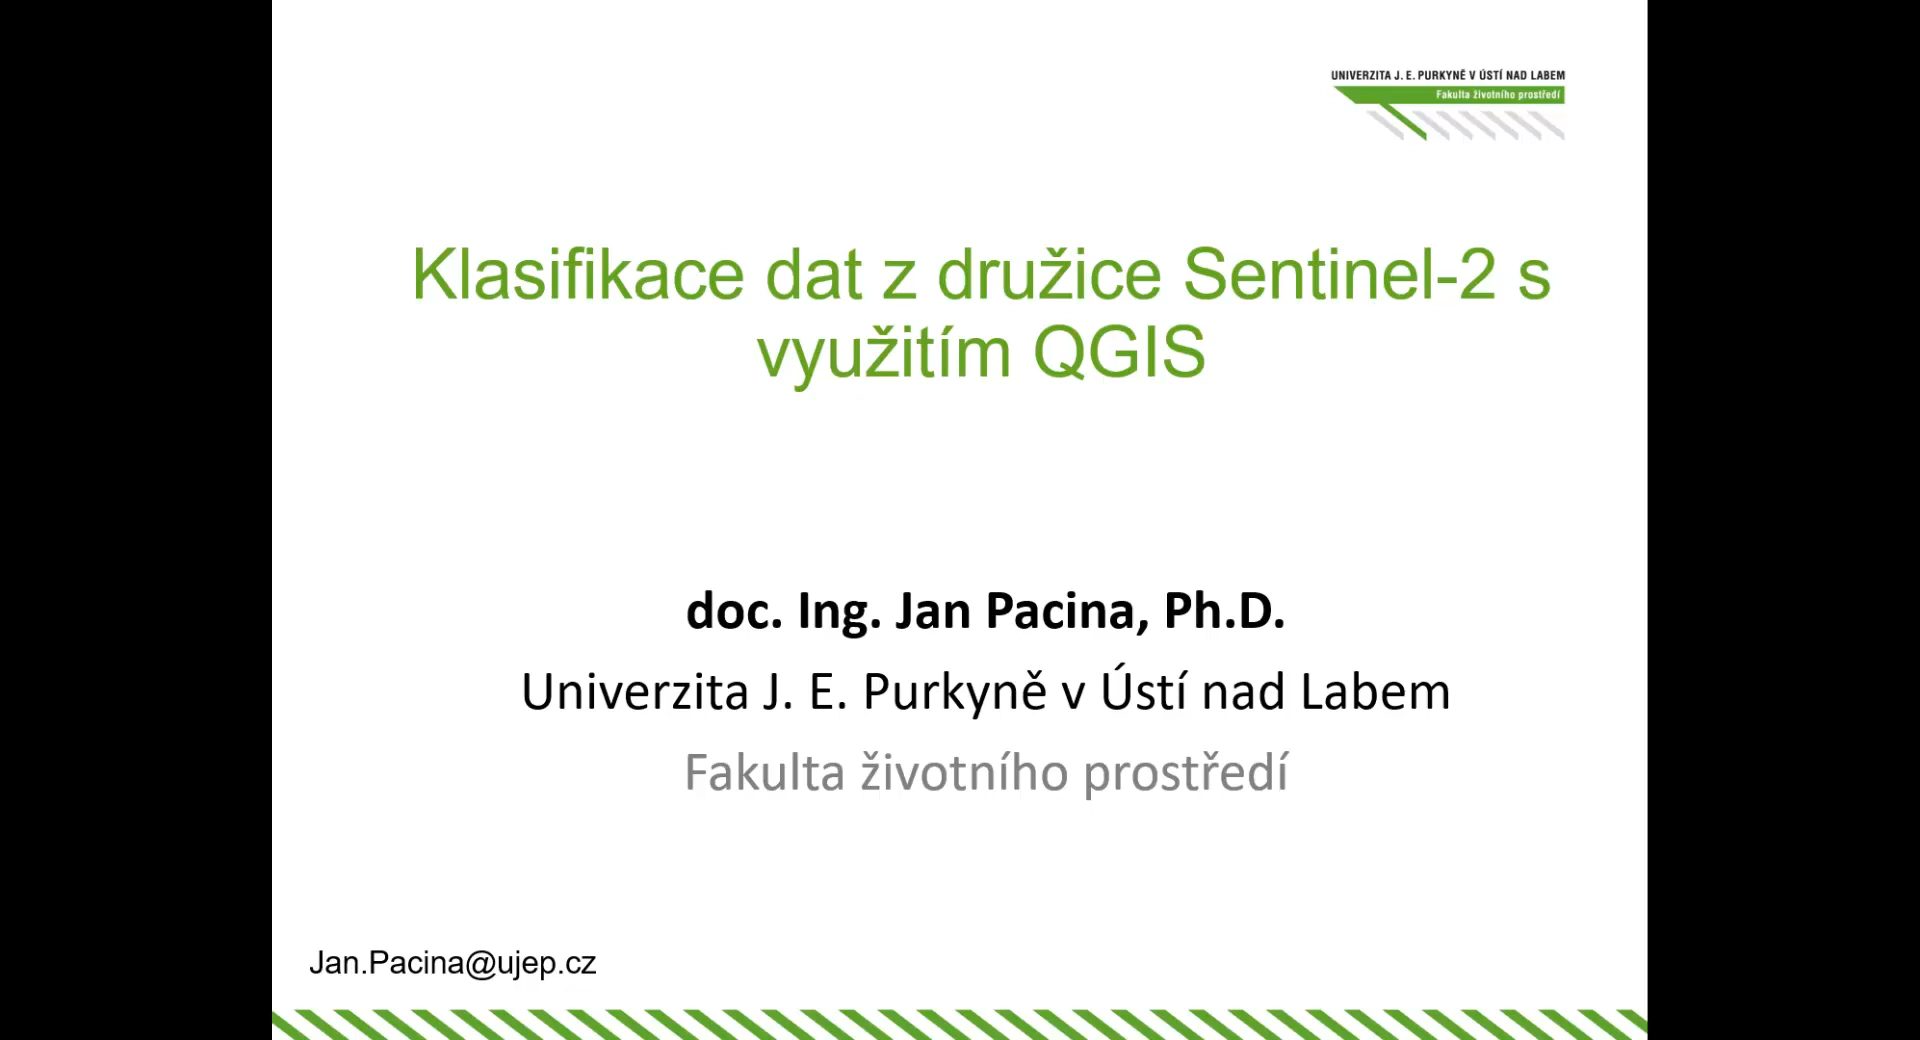 UNIVERZITA J. E. PURKYNĚ V ÚSTÍ NAD LABEM
Fakulta životního prostředí
Klasifikace dat z družice Sentinel-2 s
využitím QGIS
doc. Ing. Jan Pacina, Ph.D.
Univerzita J. E. Purkyně v Ústí nad Labem
Fakulta životního prostředí
Jan.Pacina@ujep.cz